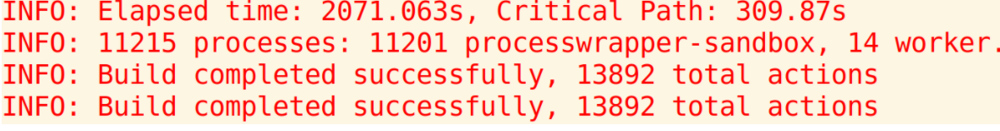 INFO: Elapsed time: 2071.063s, Critical Path: 309.87s
INFO: 11215 processes: 11201 processwrapper-sandbox, 14 worker.
INFO: Build completed successfully, 13892 total actions
INFO: Build completed successfully, 13892 total actions